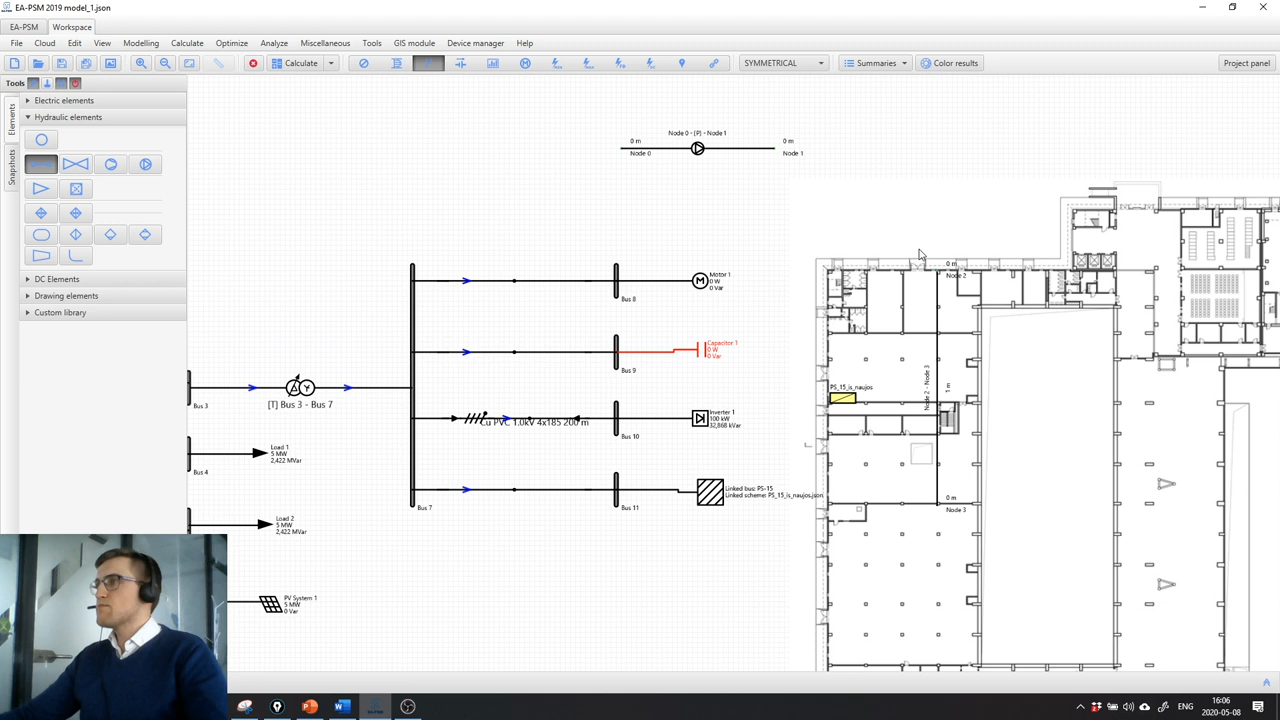 EA-PSM 2019 model_1.json
EA-PSM
Workspace
File
Cloud
Edit
View
Modelling
Calculate
Optimize
Analyze
Miscellaneous
Tools
GIS module
Device manager
Help
Calculate
SYMMETRICAL
Summaries
Color results
Project panel
Tools
Elements
Snapshots
Electric elements
Hydraulic elements
DC Elements
Drawing elements
Custom library
Node 0 - [P] - Node 1
0 m
0 m
Node 0
Node 1
Motor 1
0 W
0 Var
Bus 8
Capacitor 1
0 W
0 Var
Bus 9
Bus 3
[T] Bus 3 - Bus 7
Cu PVC 1.0kV 4x185 200 m
Inverter 1
100 kW
32,868 kVar
Bus 10
Load 1
5 MW
2,422 MVar
Bus 4
Linked bus: PS-15
Linked scheme: PS_15_is_naujos.json
Bus 7
Bus 11
Load 2
5 MW
2,422 MVar
PV System 1
5 MW
0 Var
0 m
Node 2
Node 2 - Node 3
1 m
PS_15_is_naujos
0 m
Node 3
16:06
2020-05-08